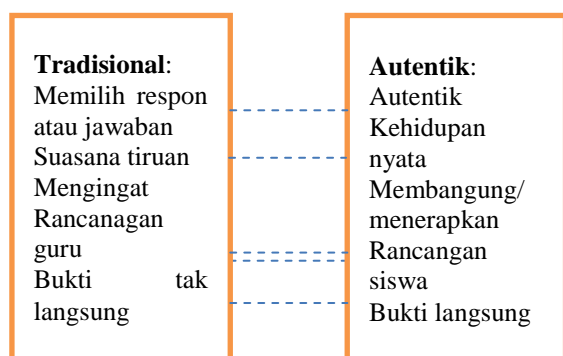 Tradisional:
Memilih respon
atau jawaban
Suasana tiruan
Mengingat
Rancanagan
guru
Bukti tak
langsung
Autentik:
Autentik
Kehidupan
nyata
Membangung/
menerapkan
Rancangan
siswa
Bukti langsung